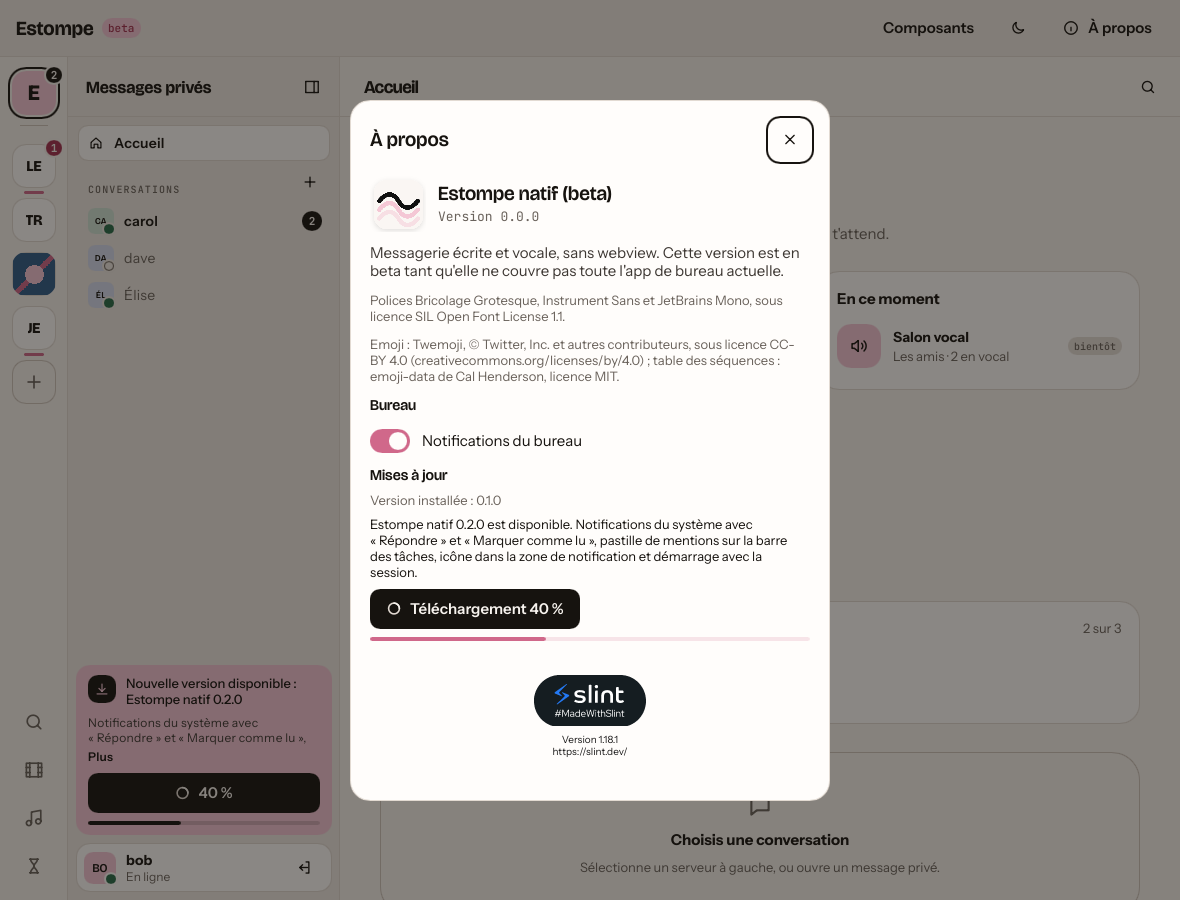 Estompe beta
Composants
À propos
E
2
Messages privés
Accueil
LE
1
TR
JE
Accueil
CONVERSATIONS
CA
carol
2
DA
dave
ÉL
Élise
t'attend.
En ce moment
Salon vocal
Les amis · 2 en vocal
bientôt
2 sur 3
Choisis une conversation
Sélectionne un serveur à gauche, ou ouvre un message privé.
Nouvelle version disponible :
Estompe natif 0.2.0
Notifications du système avec
« Répondre » et « Marquer comme lu »,
Plus
40 %
BO
bob
En ligne
À propos
Estompe natif (beta)
Version 0.0.0
Messagerie écrite et vocale, sans webview. Cette version est en
beta tant qu'elle ne couvre pas toute l'app de bureau actuelle.
Polices Bricolage Grotesque, Instrument Sans et JetBrains Mono, sous
licence SIL Open Font License 1.1.
Emoji : Twemoji, © Twitter, Inc. et autres contributeurs, sous licence CC-
BY 4.0 (creativecommons.org/licenses/by/4.0) ; table des séquences :
emoji-data de Cal Henderson, licence MIT.
Bureau
Notifications du bureau
Mises à jour
Version installée : 0.1.0
Estompe natif 0.2.0 est disponible. Notifications du système avec
« Répondre » et « Marquer comme lu », pastille de mentions sur la barre
des tâches, icône dans la zone de notification et démarrage avec la
session.
Téléchargement 40 %
slint
#MadeWithSlint
Version 1.18.1
https://slint.dev/